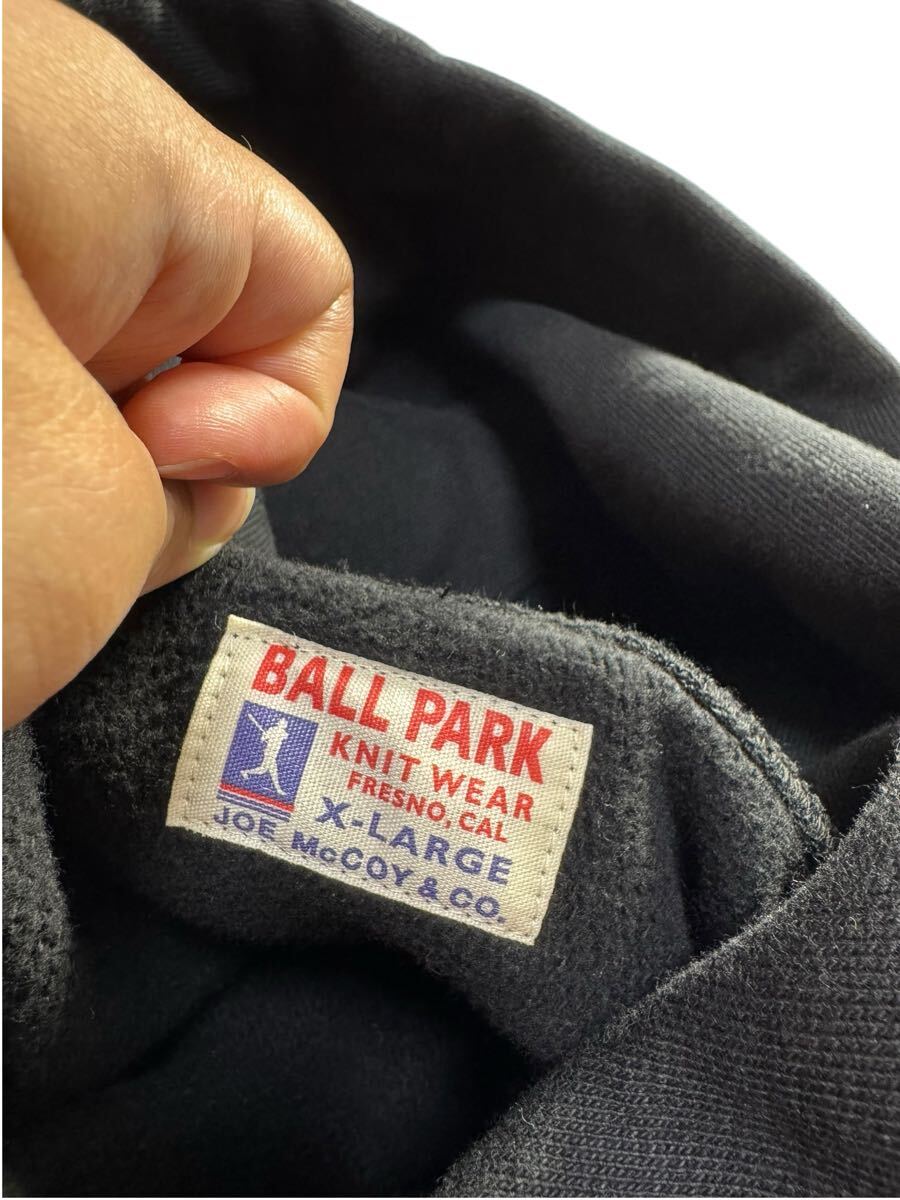 BALL PARK
KNIT WEAR
FRESNO, CAL
X-LARGE
JOE McCOY & CO.